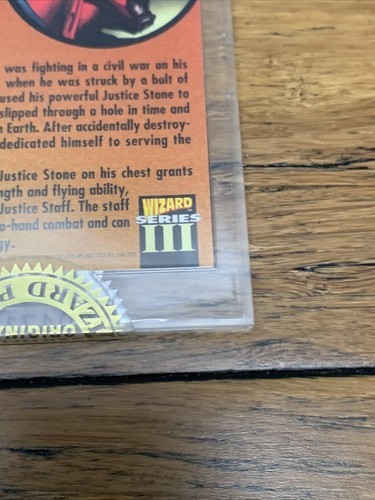 was fighting in a civil war on his
when he was struck by a bolt of
used his powerful Justice Stone to
slipped through a hole in time and
Earth. After accidentally destroy-
dedicated himself to serving the
Justice Stone on his chest grants
ngth and flying ability,
Justice Staff. The staff
o-hand combat and can
gy.
WIZARD
SERIES
III
IZARD P
ORIGIN